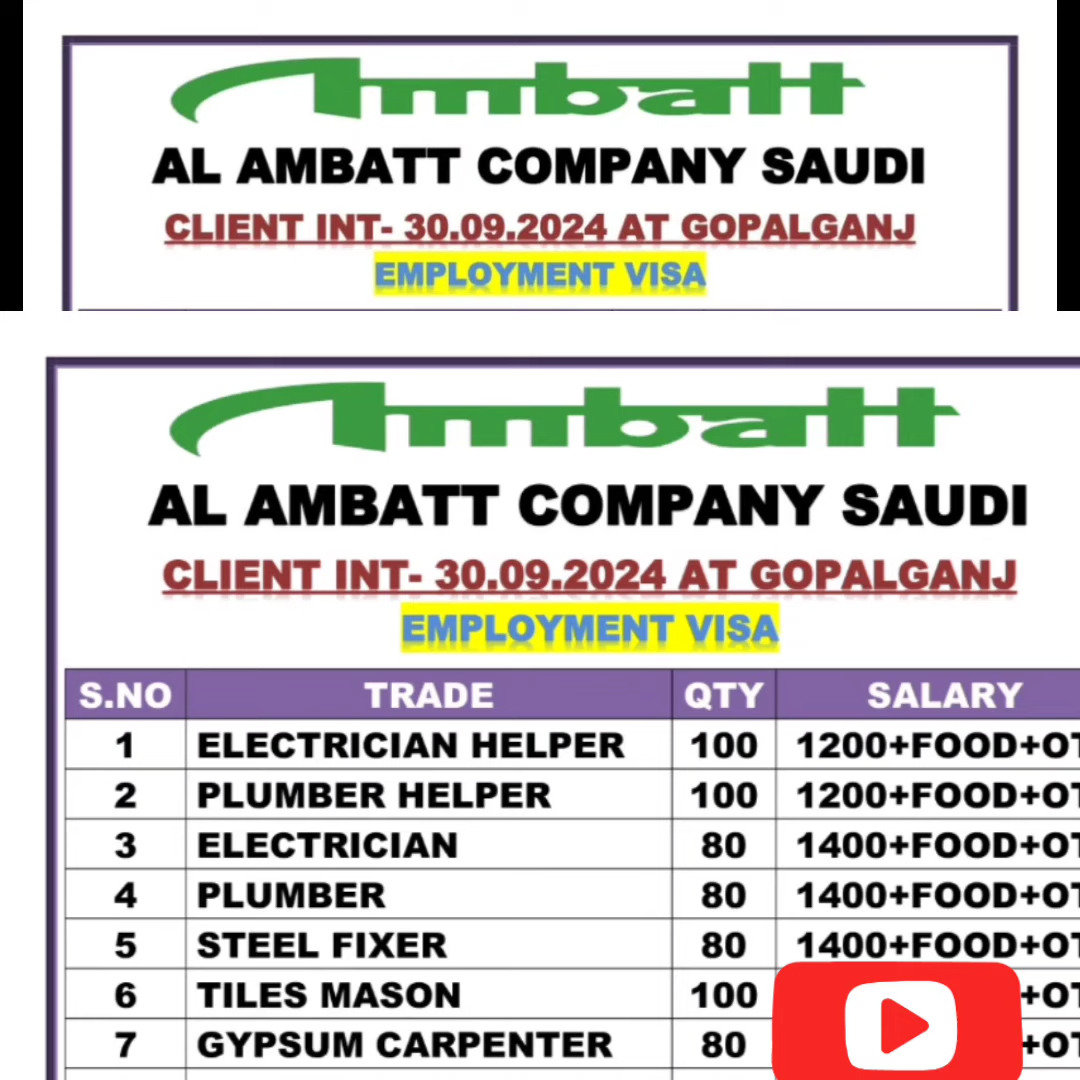 Ambatt
AL AMBATT COMPANY SAUDI
CLIENT INT- 30.09.2024 AT GOPALGANJ
EMPLOYMENT VISA
Ambatt
AL AMBATT COMPANY SAUDI
CLIENT INT- 30.09.2024 AT GOPALGANJ
EMPLOYMENT VISA
S.NO TRADE QTY SALARY
1 ELECTRICIAN HELPER 100 1200+FOOD+OT
2 PLUMBER HELPER 100 1200+FOOD+OT
3 ELECTRICIAN 80 1400+FOOD+OT
4 PLUMBER 80 1400+FOOD+OT
5 STEEL FIXER 80 1400+FOOD+OT
6 TILES MASON 100 +OT
7 GYPSUM CARPENTER 80 +OT